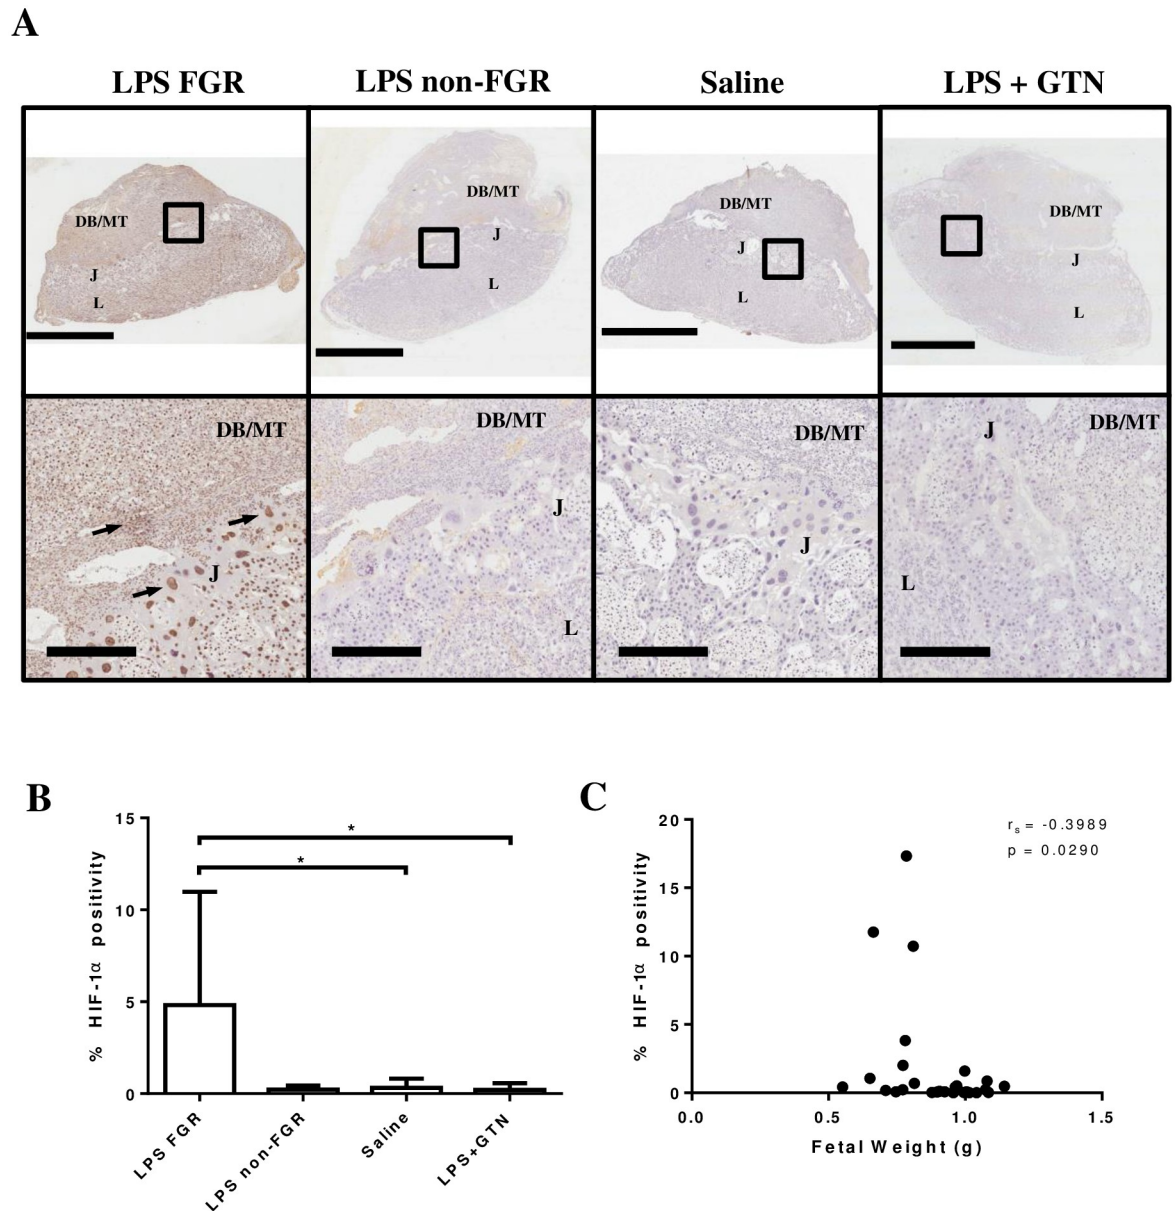 A
LPS FGR
LPS non-FGR
Saline
LPS + GTN
DB/MT
J
L
DB/MT
J
L
DB/MT
J
L
DB/MT
J
L
DB/MT
J
DB/MT
J
L
DB/MT
J
DB/MT
J
L
B
% HIF-1α positivity
15
10
5
0
*
*
LPS FGR
LPS non-FGR
Saline
LPS+GTN
C
% HIF-1α positivity
20
15
10
5
0
rs = -0.3989
p = 0.0290
0.0
0.5
1.0
1.5
Fetal Weight (g)